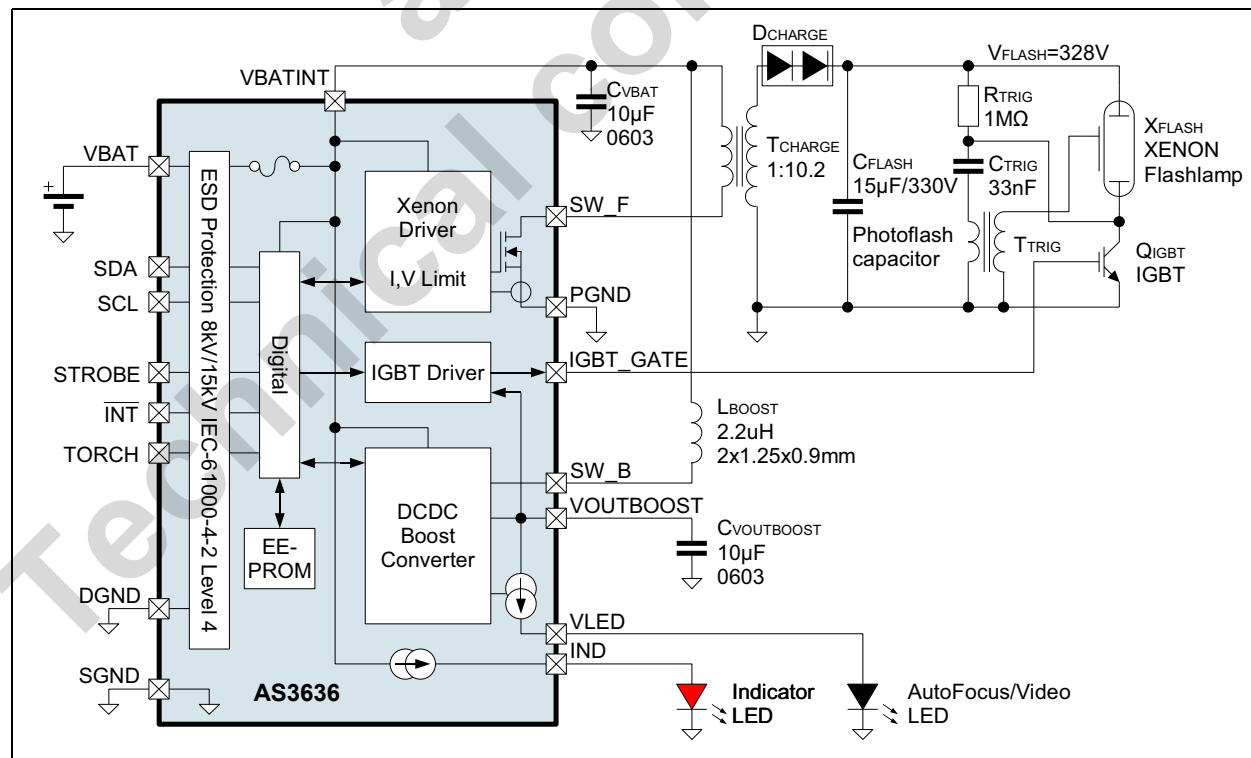 Technical co
a
DCHARGE
VFLASH=328V
VBATINT
CVBAT
10µF
0603
RTRIG
1MΩ
XFLASH
XENON
Flashlamp
VBAT
TCHARGE
1:10.2
CFLASH
15µF/330V
CTRIG
33nF
+
ESD Protection 8kV/15kV IEC-61000-4-2 Level 4
Xenon
Driver
I,V Limit
SW_F
Photoflash
capacitor
TTRIG
QIGBT
IGBT
SDA
SCL
PGND
Digital
STROBE
IGBT Driver
IGBT_GATE
INT
LBOOST
2.2uH
2x1.25x0.9mm
TORCH
SW_B
DCDC
Boost
Converter
VOUTBOOST
CVOUTBOOST
10µF
0603
EE-
PROM
DGND
VLED
IND
SGND
AS3636
Indicator
LED
AutoFocus/Video
LED